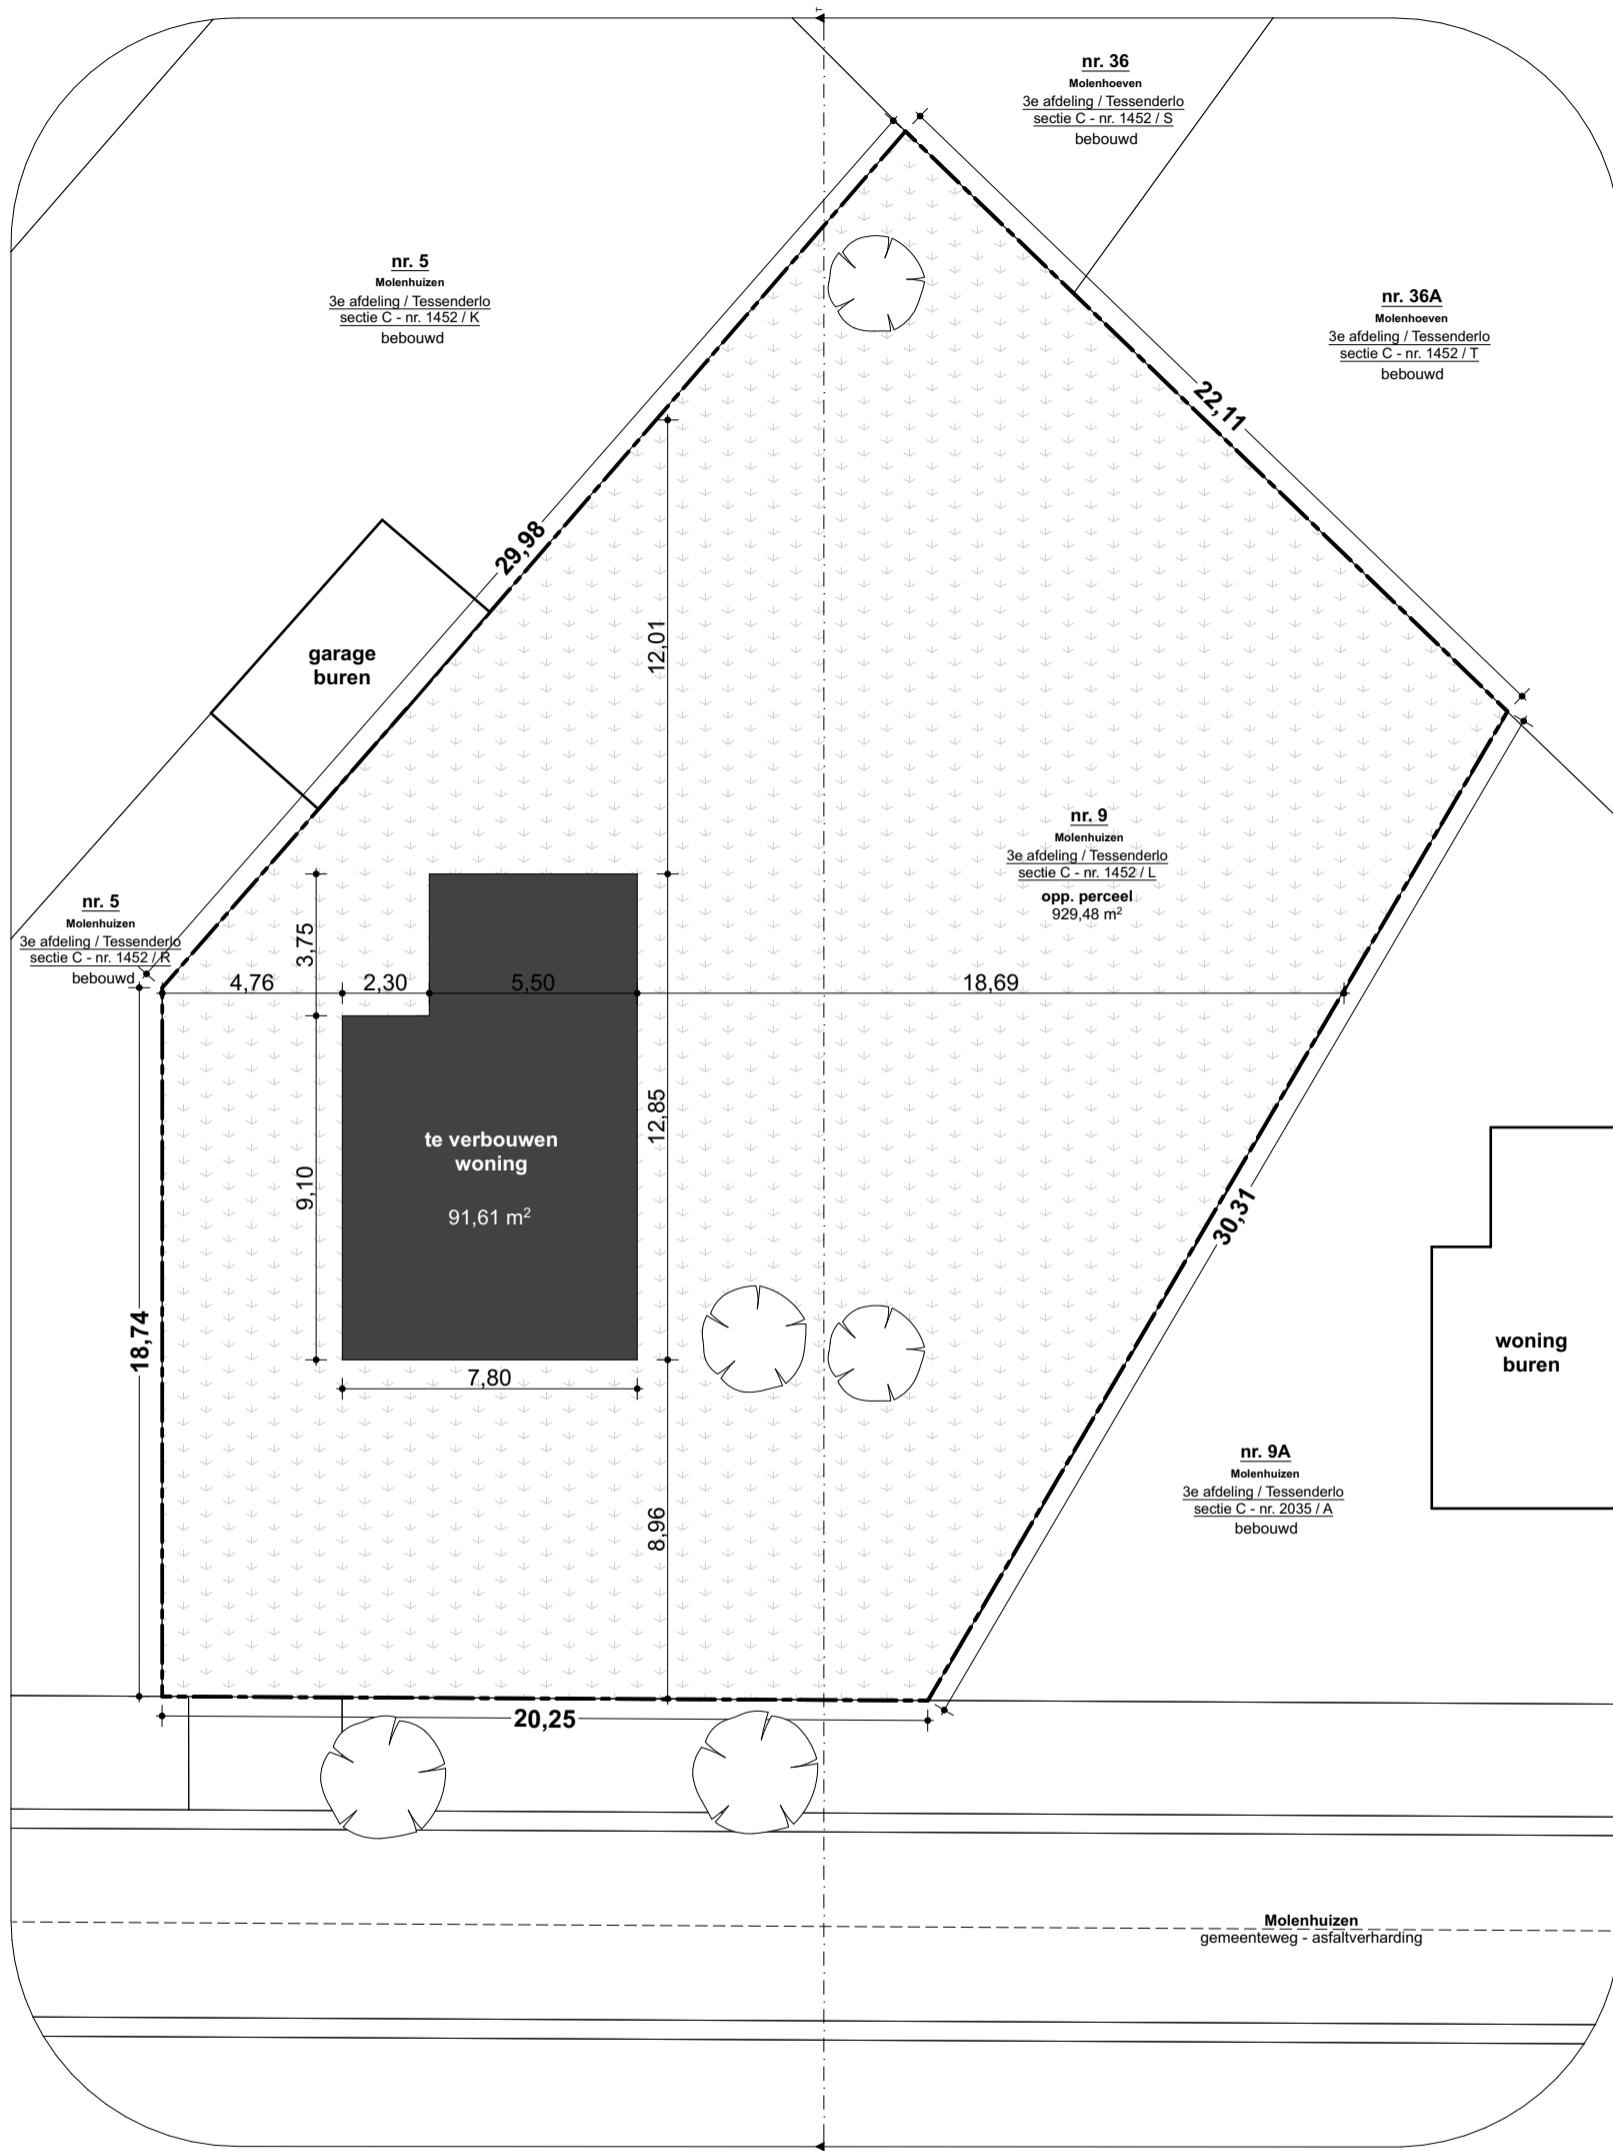 nr. 36
Molenhoeven
3e afdeling / Tessenderlo
sectie C - nr. 1452 / S
bebouwd
nr. 5
Molenhuizen
3e afdeling / Tessenderlo
sectie C - nr. 1452 / K
bebouwd
nr. 36A
Molenhoeven
3e afdeling / Tessenderlo
sectie C - nr. 1452 / T
bebouwd
22,11
29,98
12,01
garage
buren
nr. 9
Molenhuizen
3e afdeling / Tessenderlo
sectie C - nr. 1452 / L
opp. perceel
929,48 m²
nr. 5
Molenhuizen
3e afdeling / Tessenderlo
sectie C - nr. 1452 / R
bebouwd
3,75
4,76
2,30
5,50
18,69
12,85
te verbouwen
woning
91,61 m²
9,10
30,31
18,74
woning
buren
7,80
nr. 9A
Molenhuizen
3e afdeling / Tessenderlo
sectie C - nr. 2035 / A
bebouwd
8,96
20,25
Molenhuizen
gemeenteweg - asfaltverharding